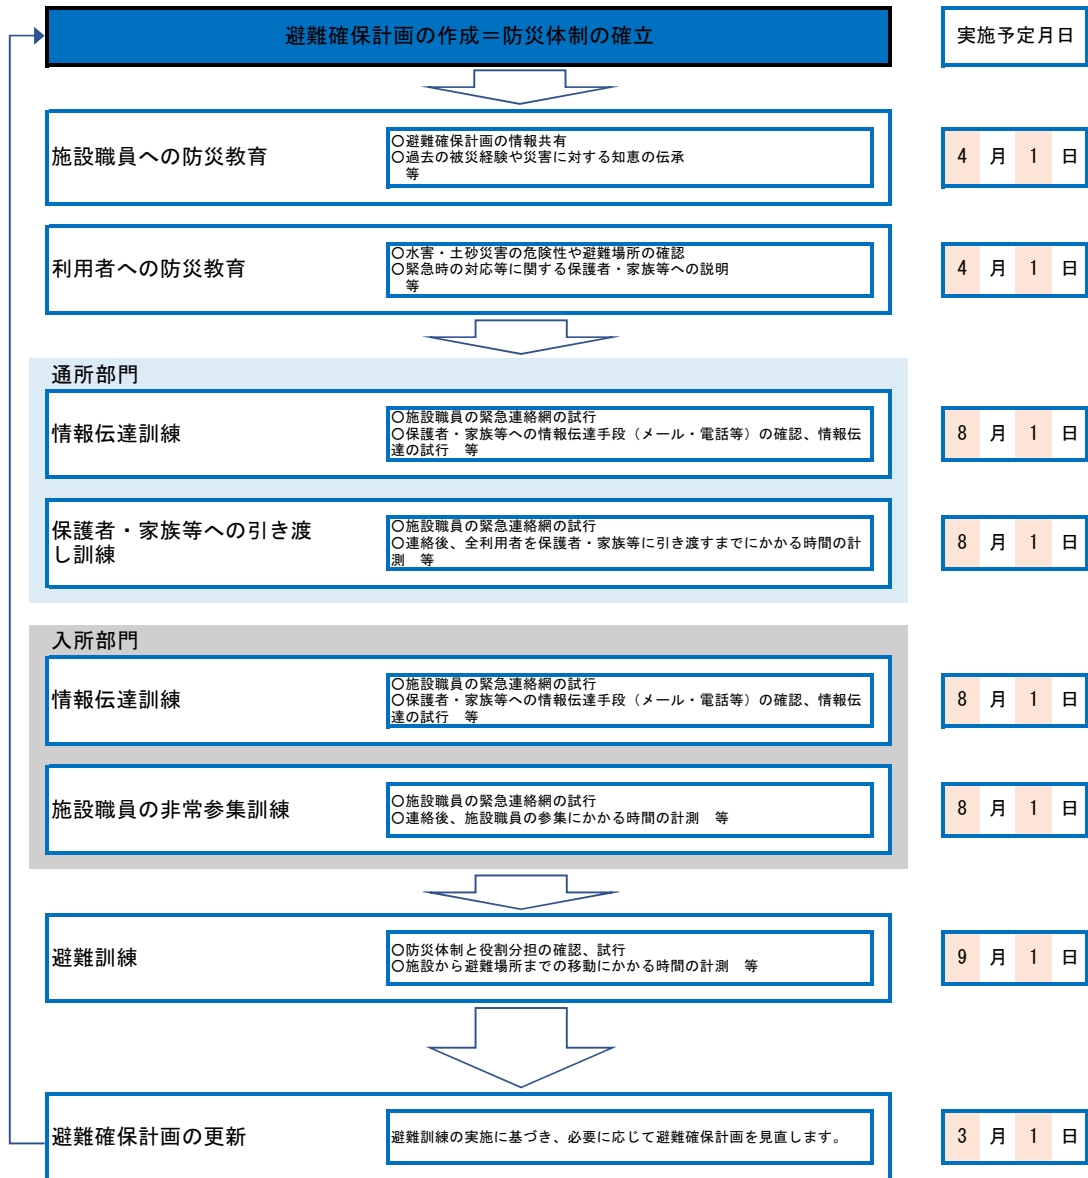 避難確保計画の作成＝防災体制の確立
実施予定月日
施設職員への防災教育
〇避難確保計画の情報共有
〇過去の被災経験や災害に対する知恵の伝承
等
4 月 1 日
利用者への防災教育
〇水害・土砂災害の危険性や避難場所の確認
〇緊急時の対応等に関する保護者・家族等への説明
等
4 月 1 日
通所部門
情報伝達訓練
〇施設職員の緊急連絡網の試行
〇保護者・家族等への情報伝達手段（メール・電話等）の確認、情報伝
達の試行　等
8 月 1 日
保護者・家族等への引き渡
し訓練
〇施設職員の緊急連絡網の試行
〇連絡後、全利用者を保護者・家族等に引き渡すまでにかかる時間の計
測　等
8 月 1 日
入所部門
情報伝達訓練
〇施設職員の緊急連絡網の試行
〇保護者・家族等への情報伝達手段（メール・電話等）の確認、情報伝
達の試行　等
8 月 1 日
施設職員の非常参集訓練
〇施設職員の緊急連絡網の試行
〇連絡後、施設職員の参集にかかる時間の計測　等
8 月 1 日
避難訓練
〇防災体制と役割分担の確認、試行
〇施設から避難場所までの移動にかかる時間の計測　等
9 月 1 日
避難確保計画の更新
避難訓練の実施に基づき、必要に応じて避難確保計画を見直します。
3 月 1 日